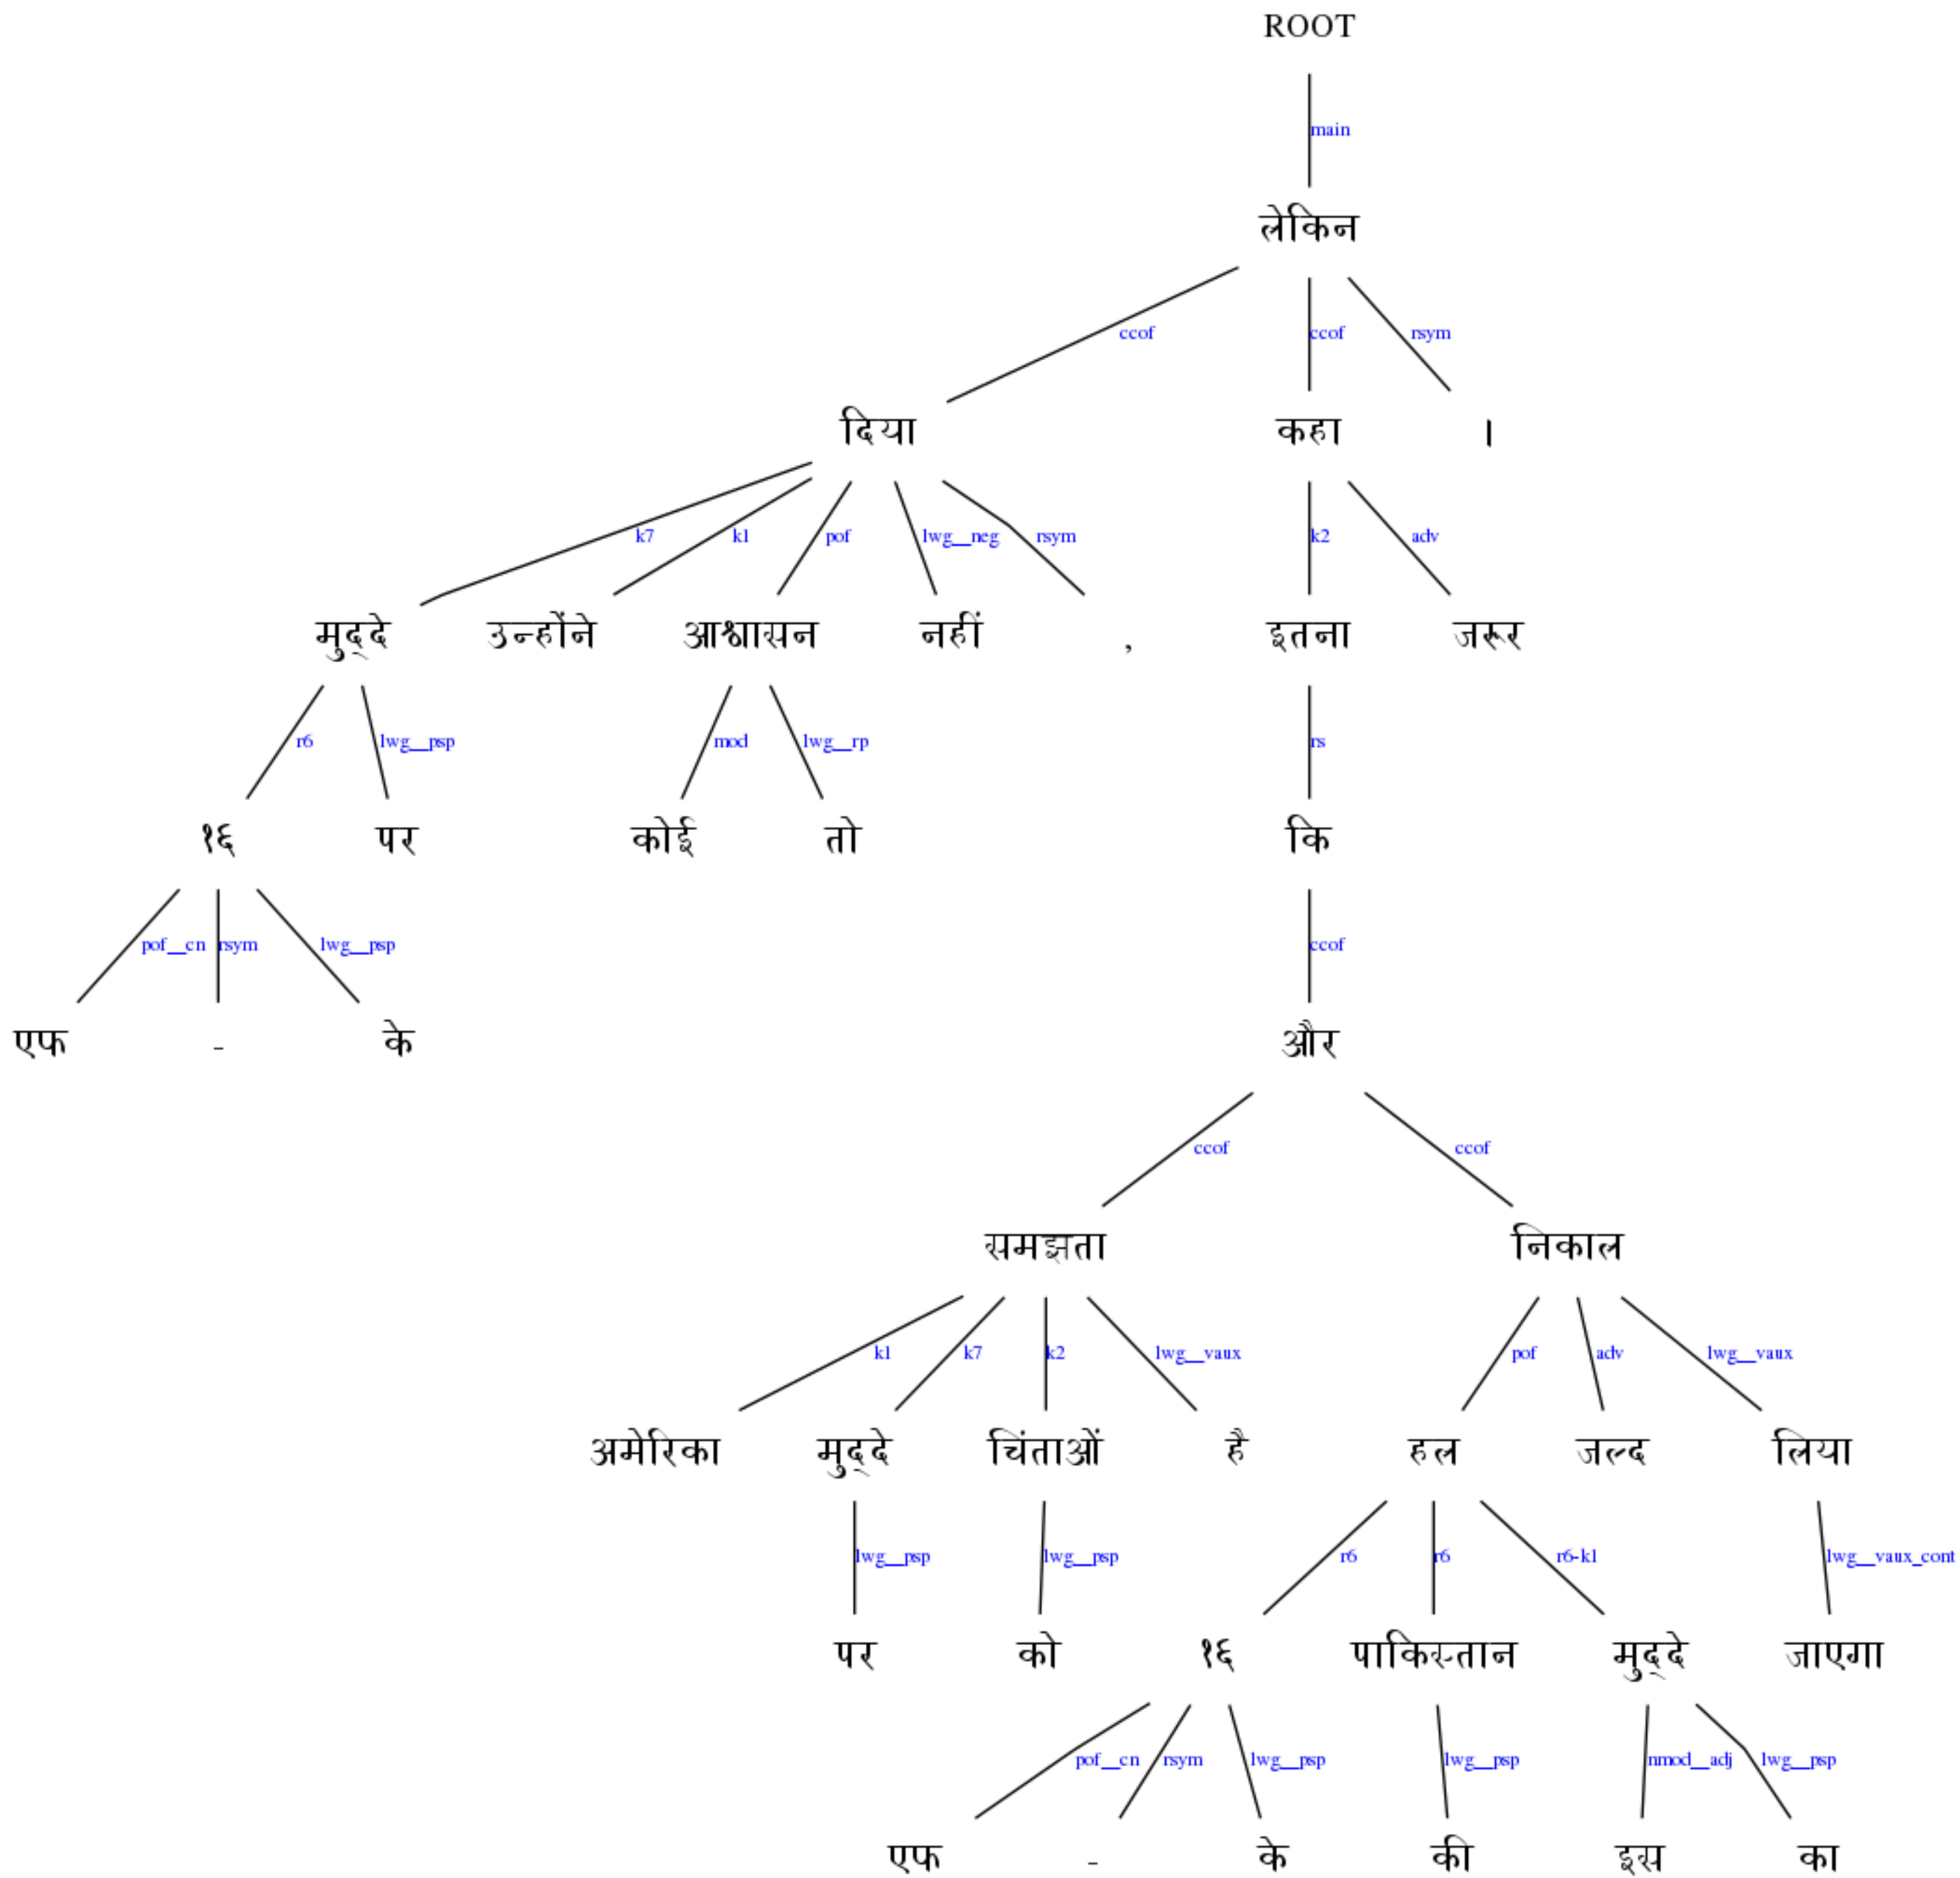 ROOT
main
लेकिन
ccof ccof rsym
दिया कहा ।
k7 k1 pof lwg__neg rsym k2 adv
मुद्दे उन्होंने आश्वासन नहीं , इतना जरूर
r6 lwg__psp mod lwg__rp rs
१६ पर कोई तो कि
pof__cn rsym lwg__psp ccof
एफ - के और
ccof ccof
समझता निकाल
k1 k7 k2 lwg__vaux pof adv lwg__vaux
अमेरिका मुद्दे चिंताओं है हल जल्द लिया
lwg__psp lwg__psp r6 r6 r6-k1 lwg__vaux_cont
पर को १६ पाकिस्तान मुद्दे जाएगा
pof__cn rsym lwg__psp lwg__psp nmod__adj lwg__psp
एफ - के की इस का